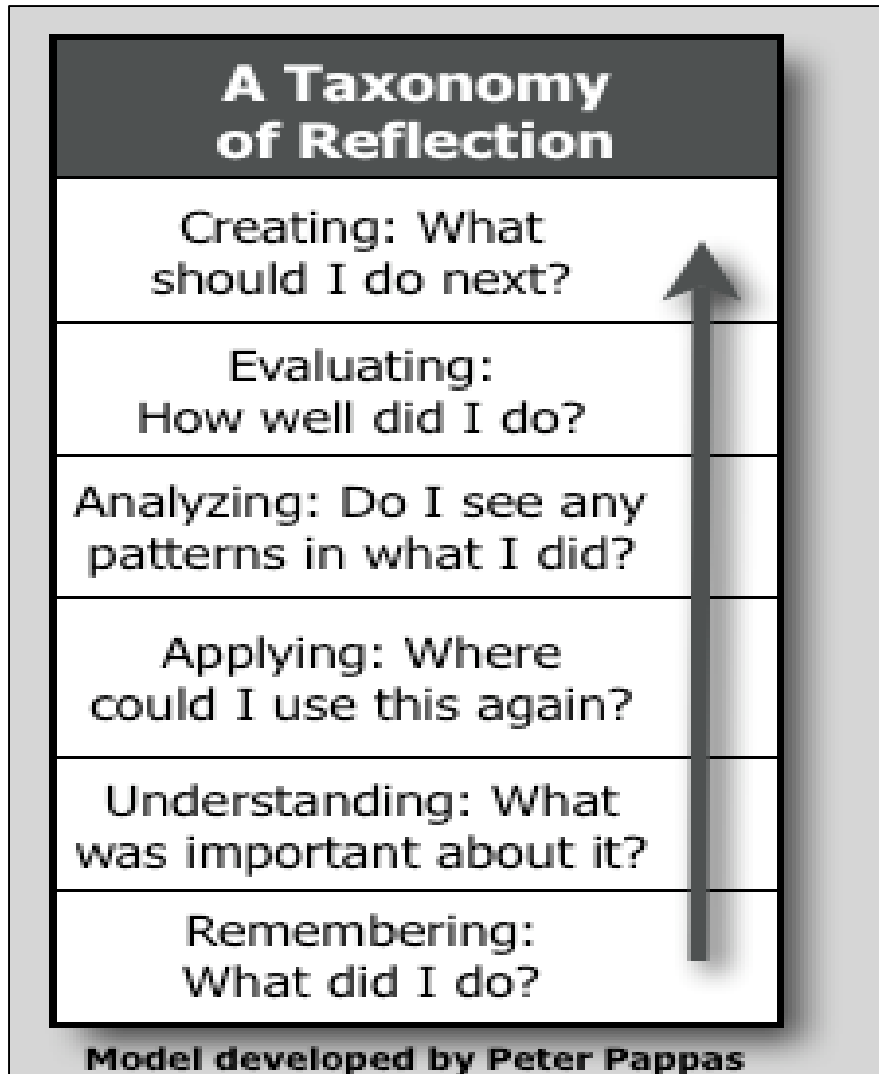 A Taxonomy
of Reflection
Creating: What
should I do next?
Evaluating:
How well did I do?
Analyzing: Do I see any
patterns in what I did?
Applying: Where
could I use this again?
Understanding: What
was important about it?
Remembering:
What did I do?
Model developed by Peter Pappas